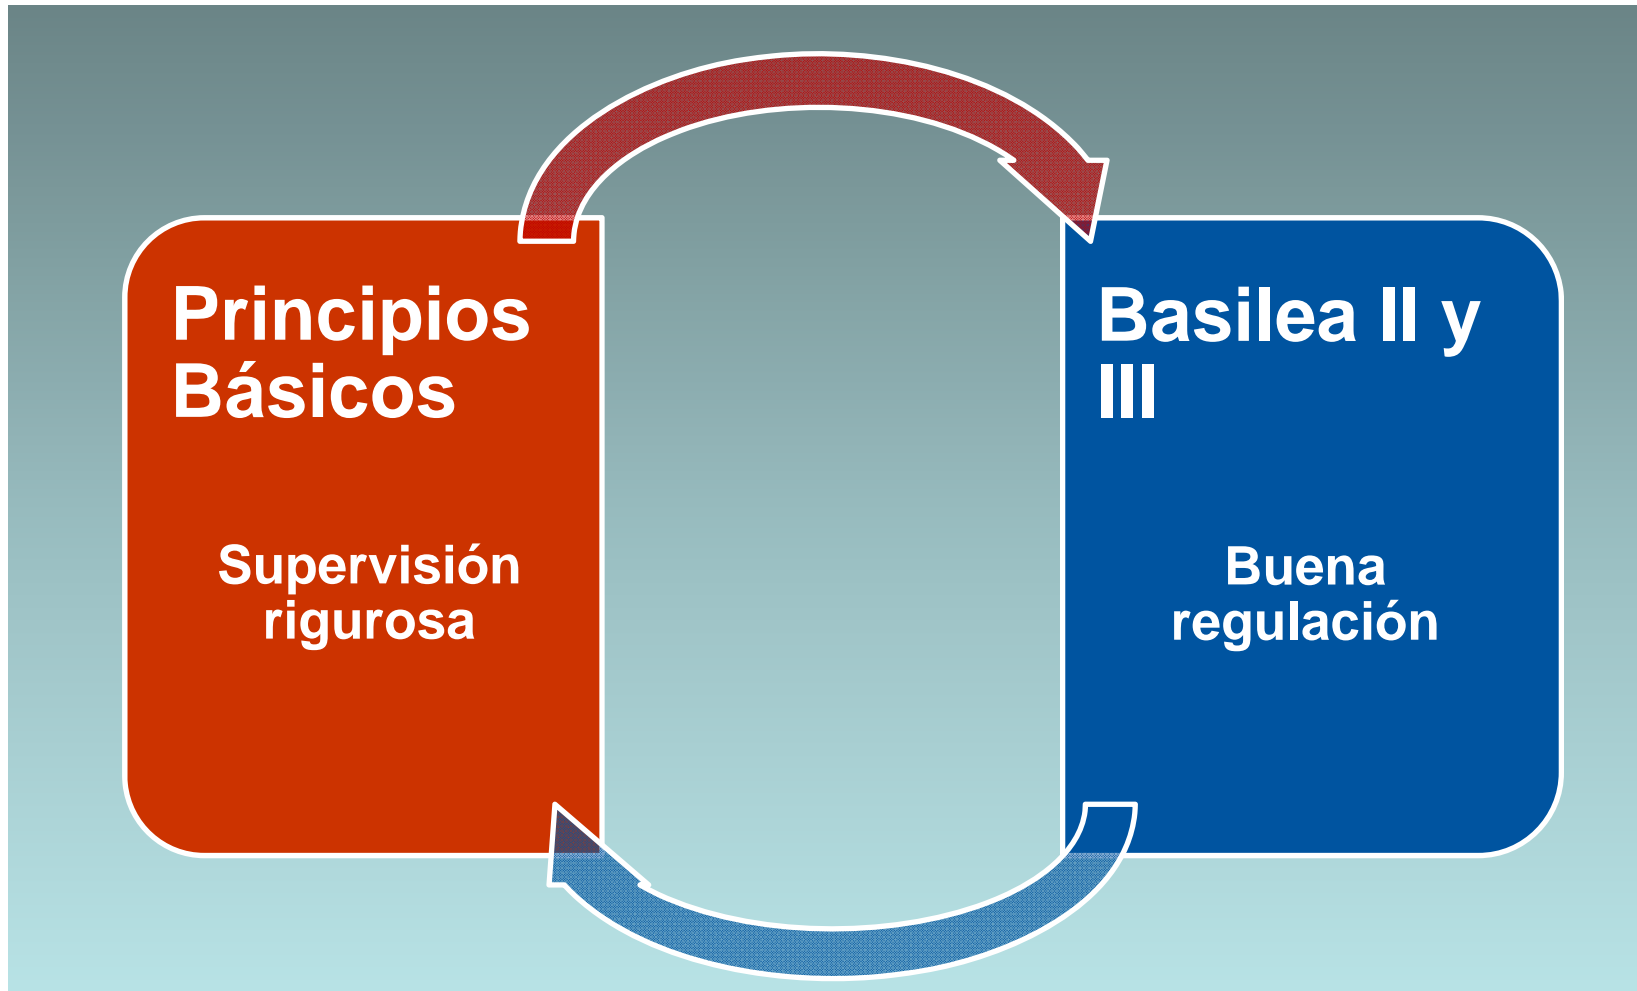 Principios
Básicos
Supervisión
rigurosa
Basilea II y
III
Buena
regulación